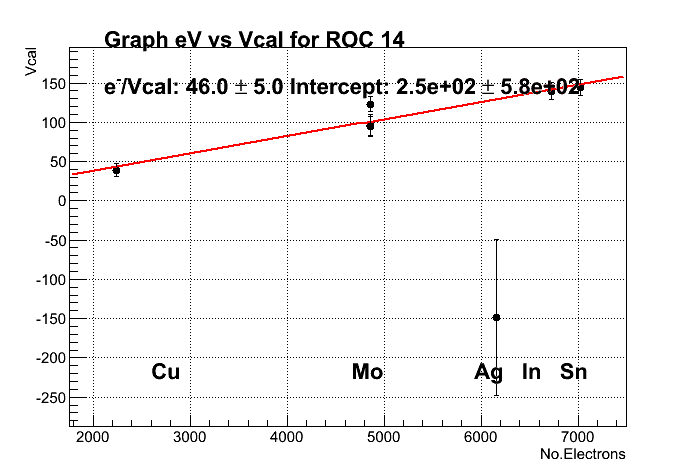 Graph eV vs Vcal for ROC 14
Vcal
e⁻/Vcal: 46.0 ± 5.0 Intercept: 2.5e+02 ± 5.8e+02
150
100
50
0
-50
-100
-150
-200
-250
Cu Mo Ag In Sn
2000 3000 4000 5000 6000 7000
No.Electrons